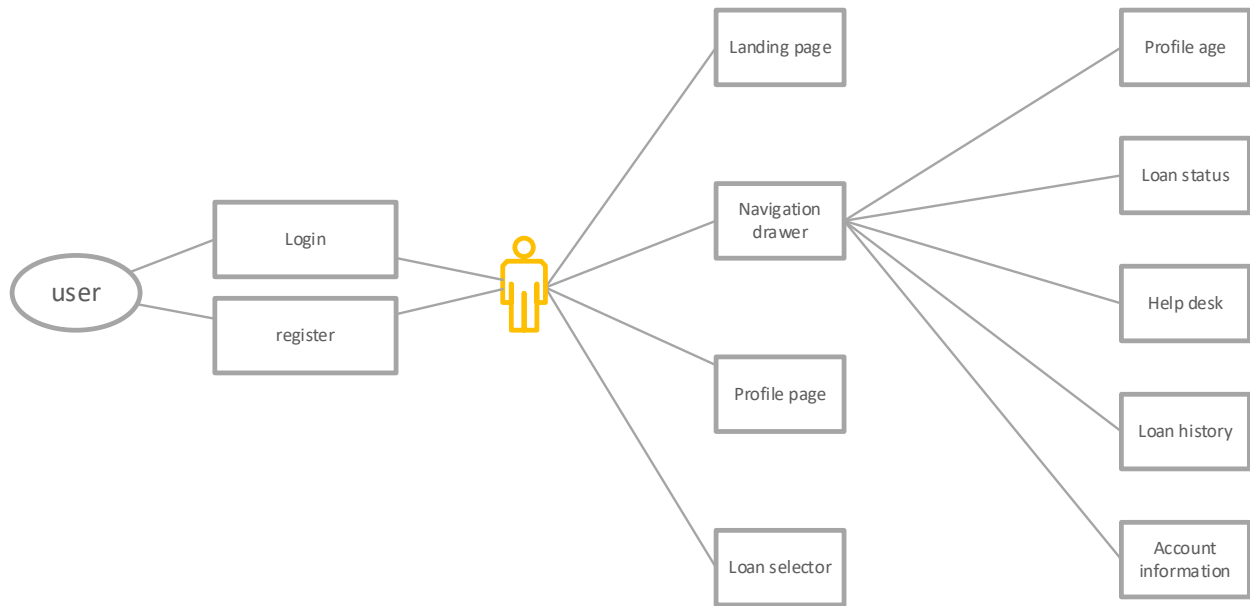 user
Login
register
Landing page
Navigation
drawer
Profile page
Loan selector
Profile age
Loan status
Help desk
Loan history
Account
information